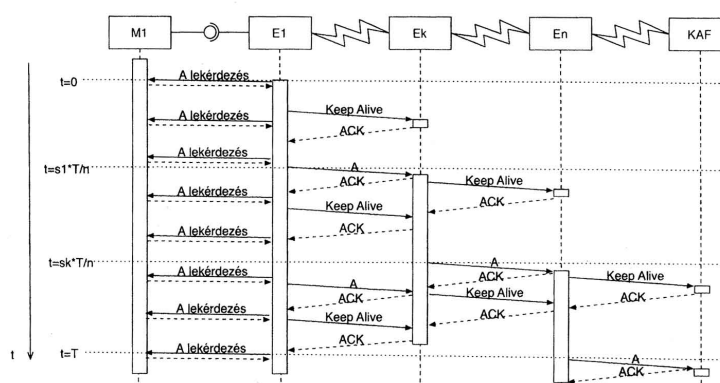 M1 E1 Ek En KAF
A lekérdezés
t=0
Keep Alive
A lekérdezés
ACK
A lekérdezés
t=s1*T/n
A
ACK
Keep Alive
A lekérdezés
ACK
Keep Alive
ACK
A lekérdezés
t=sk*T/n
A
A lekérdezés
ACK
Keep Alive
A
Keep Alive
ACK
ACK
A lekérdezés
Keep Alive
ACK
ACK
A lekérdezés
t t=T
A
ACK